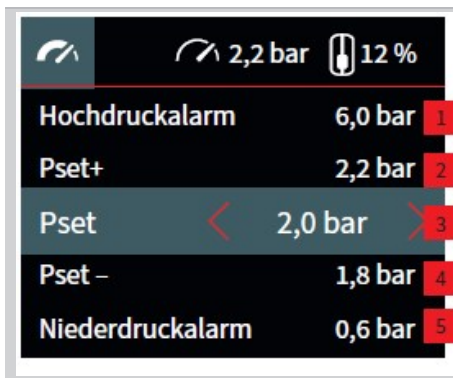 2,2 bar 12 %
Hochdruckalarm 6,0 bar 1
Pset+ 2,2 bar 2
Pset 2,0 bar 3
Pset – 1,8 bar 4
Niederdruckalarm 0,6 bar 5